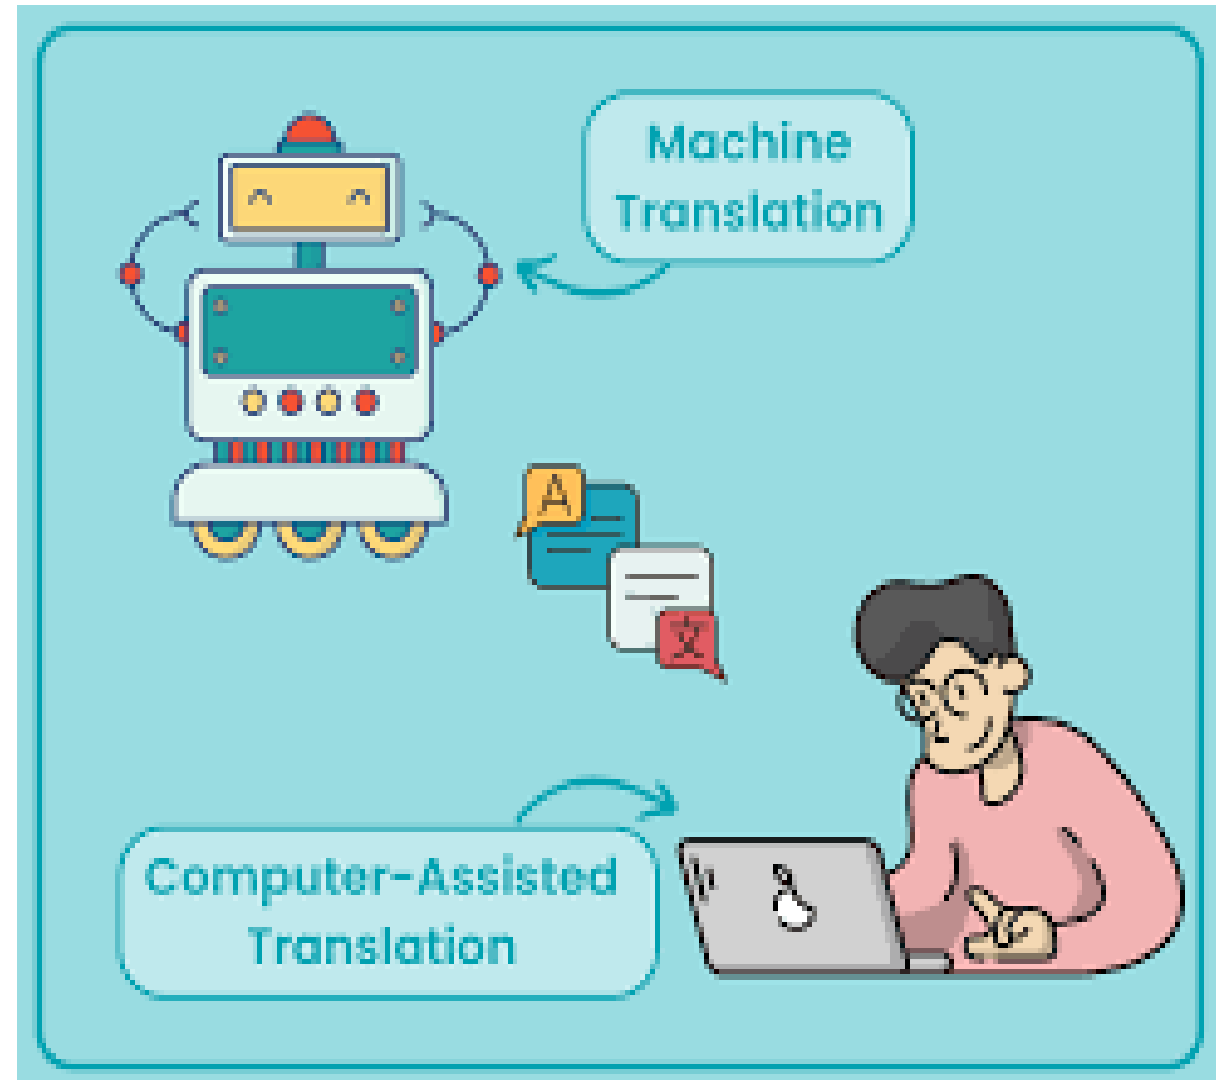 Machine
Translation
A
文
Computer-Assisted
Translation